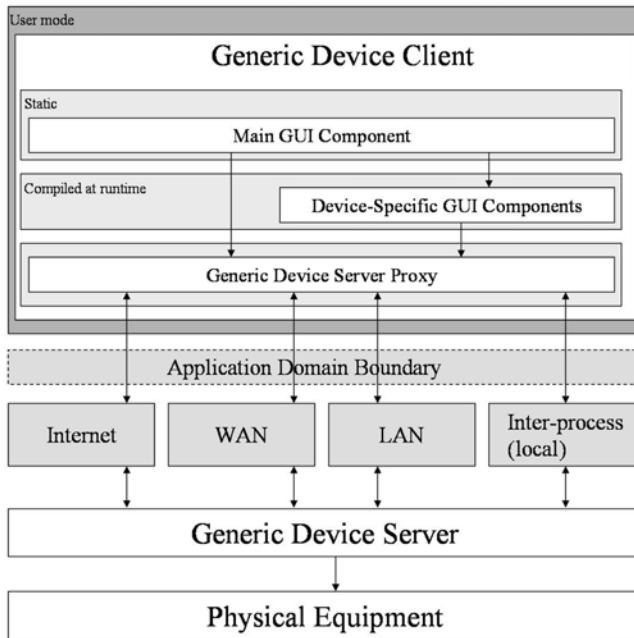 User mode
Generic Device Client
Static
Main GUI Component
Compiled at runtime
Device-Specific GUI Components
Generic Device Server Proxy
Application Domain Boundary
Internet
WAN
LAN
Inter-process
(local)
Generic Device Server
Physical Equipment